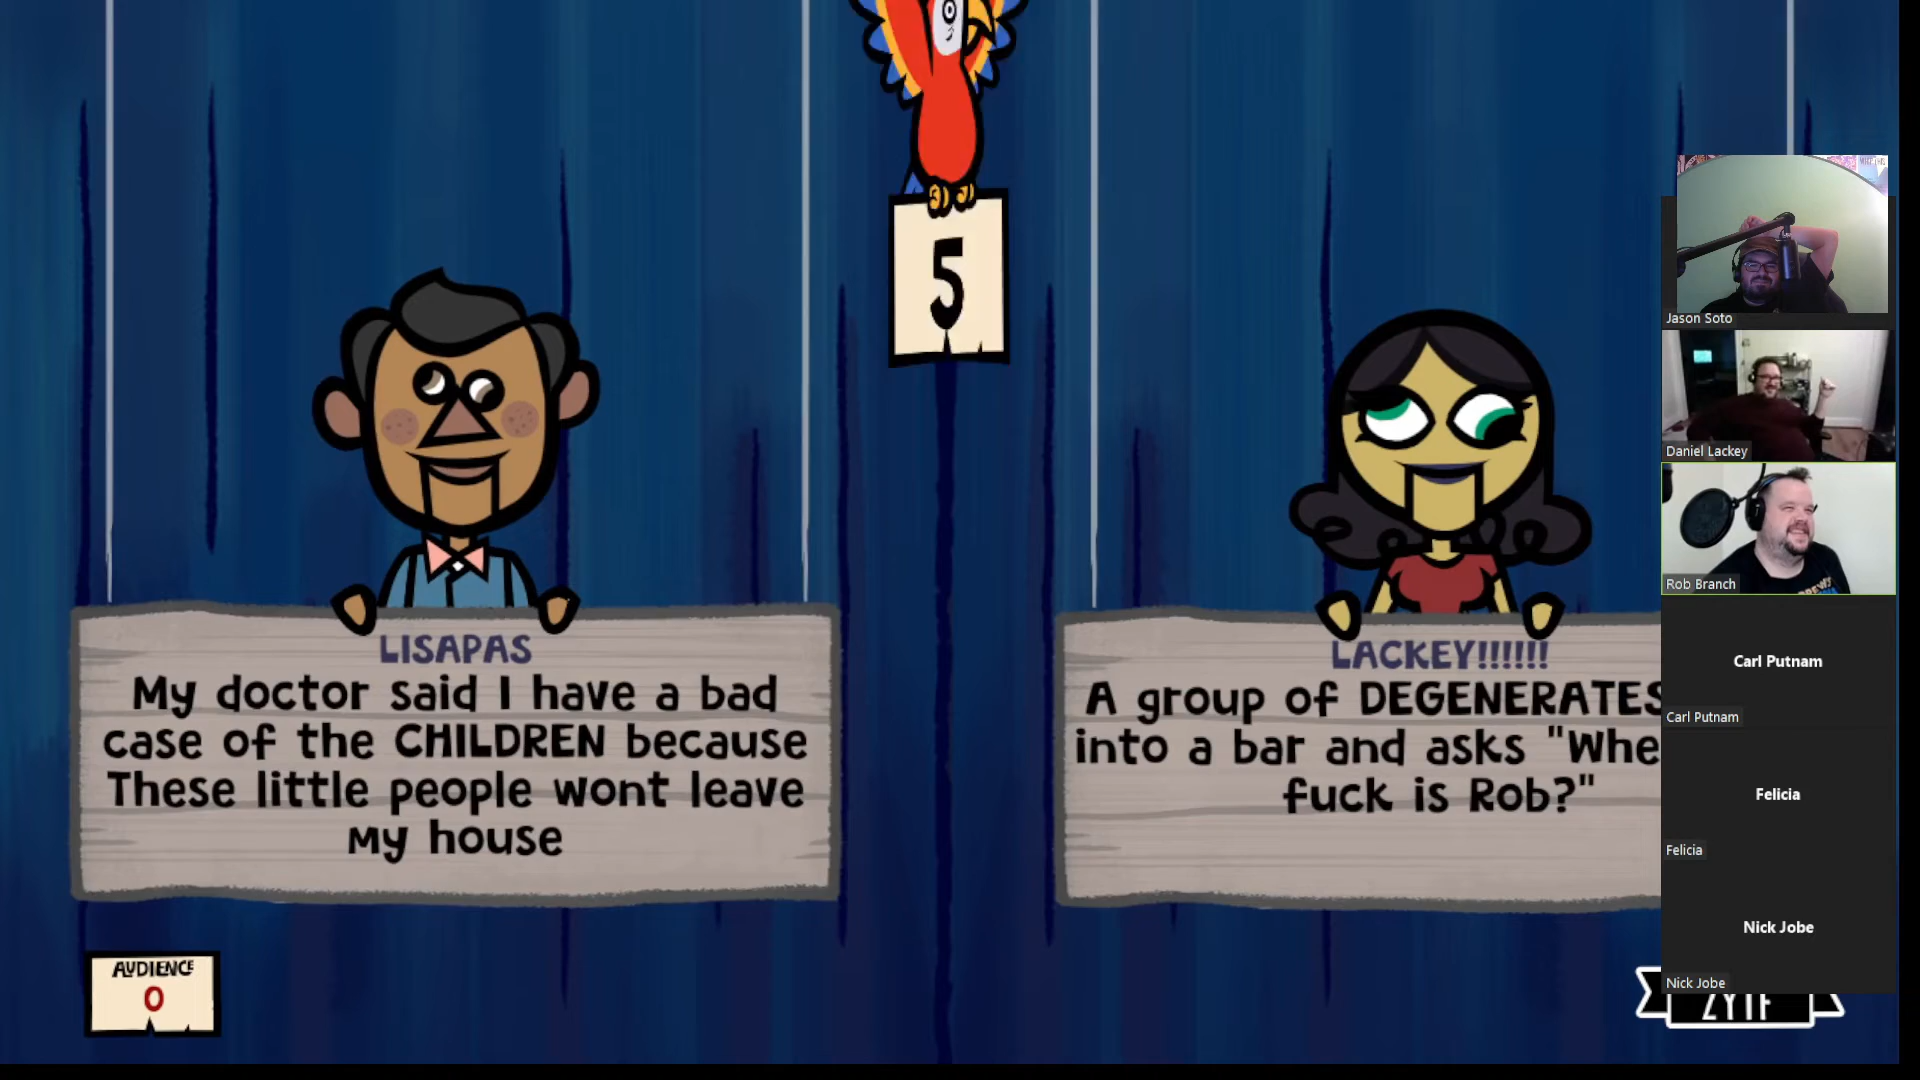 5
LISAPAS
My doctor said I have a bad
case of the CHILDREN because
These little people wont leave
my house
LACKEY!!!!!!
A group of DEGENERATES
into a bar and asks "Whe
fuck is Rob?"
AUDIENCE
0
Jason Soto
Daniel Lackey
Rob Branch
Carl Putnam
Carl Putnam
Felicia
Felicia
Nick Jobe
Nick Jobe